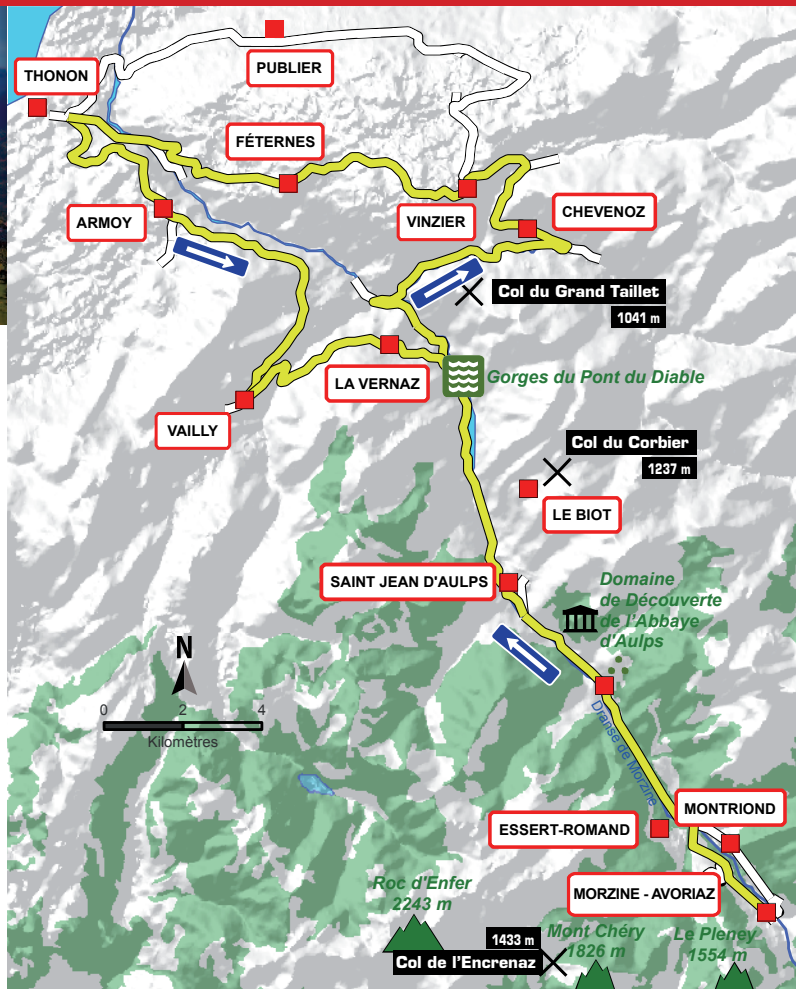 THONON
PUBLIER
FÉTERNES
ARMOY
VINZIER
CHEVENOZ
Col du Grand Taillet
1041 m
LA VERNAZ
Gorges du Pont du Diable
VAILLY
Col du Corbier
1237 m
LE BIOT
SAINT JEAN D'AULPS
Domaine
de Découverte
de l'Abbaye
d'Aulps
N
0 2 4
Kilomètres
Dranse de Morzine
ESSERT-ROMAND
MONTRIOND
MORZINE - AVORIAZ
Roc d'Enfer
2243 m
1433 m
Col de l'Encrenaz
Mont Chéry
1826 m
Le Pleney
1554 m